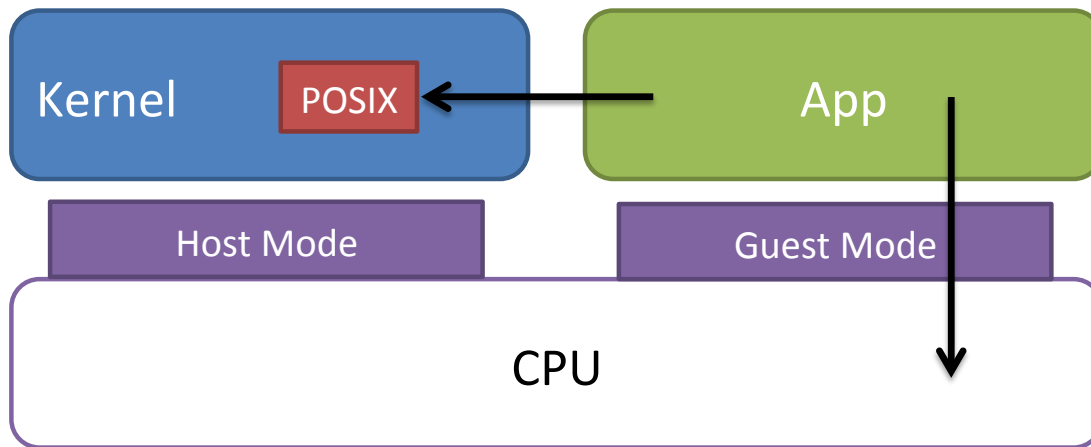 Kernel
POSIX
App
Host Mode
Guest Mode
CPU